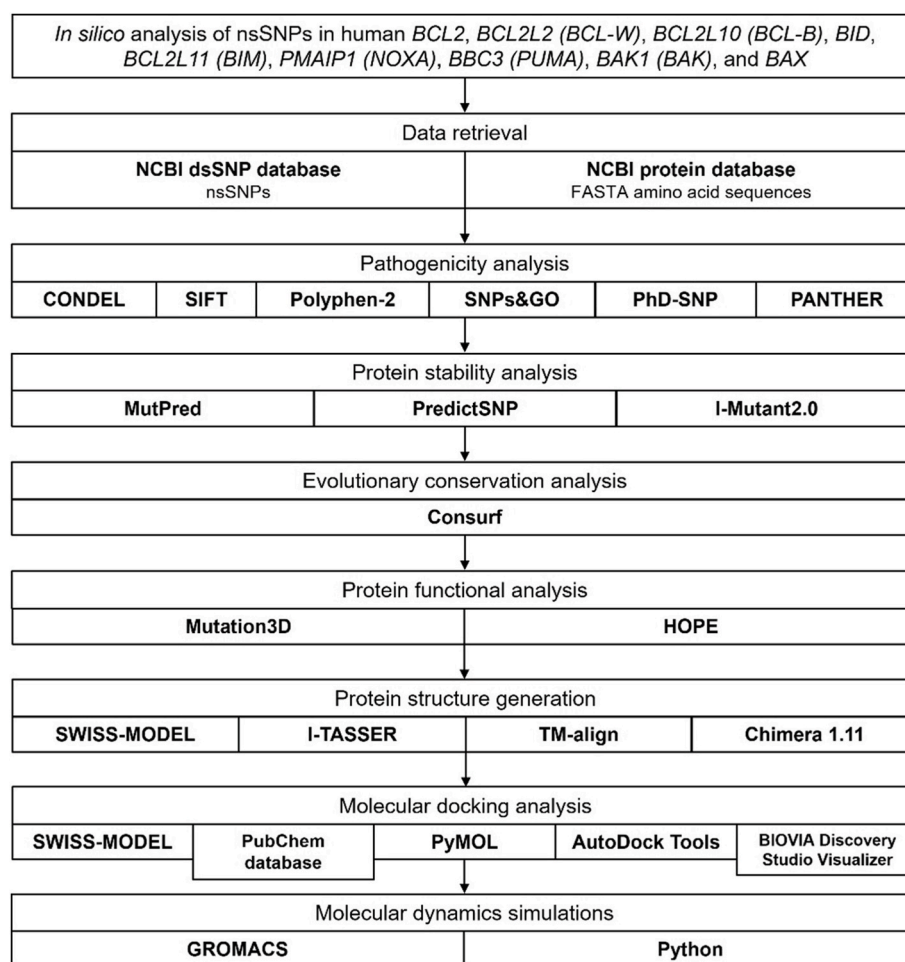 In silico analysis of nsSNPs in human BCL2, BCL2L2 (BCL-W), BCL2L10 (BCL-B), BID,
BCL2L11 (BIM), PMAIP1 (NOXA), BBC3 (PUMA), BAK1 (BAK), and BAX
Data retrieval
NCBI dsSNP database
nsSNPs
NCBI protein database
FASTA amino acid sequences
Pathogenicity analysis
CONDEL
SIFT
Polyphen-2
SNPs&GO
PhD-SNP
PANTHER
Protein stability analysis
MutPred
PredictSNP
I-Mutant2.0
Evolutionary conservation analysis
Consurf
Protein functional analysis
Mutation3D
HOPE
Protein structure generation
SWISS-MODEL
I-TASSER
TM-align
Chimera 1.11
Molecular docking analysis
SWISS-MODEL
PubChem
database
PyMOL
AutoDock Tools
BIOVIA Discovery
Studio Visualizer
Molecular dynamics simulations
GROMACS
Python